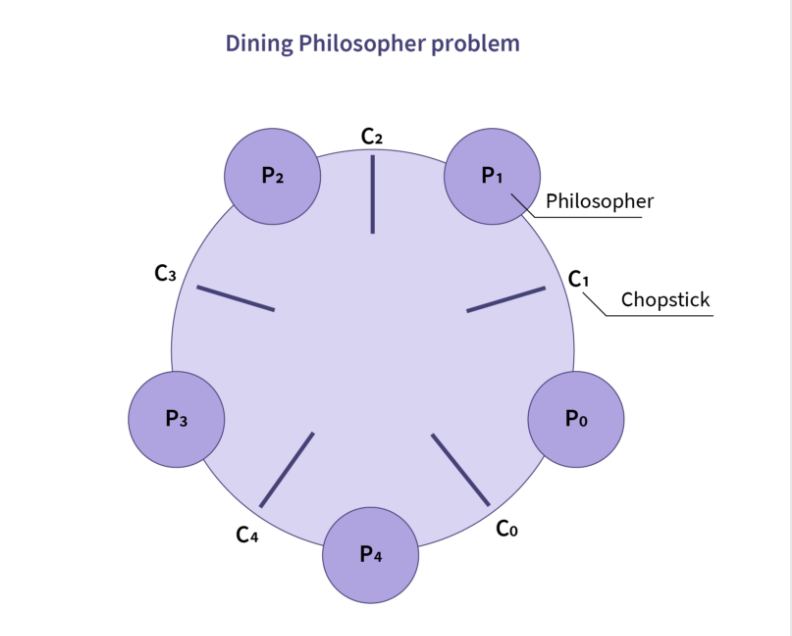 Dining Philosopher problem
C₂
P₂
P₁
Philosopher
C₃
C₁
Chopstick
P₃
P₀
C₄
C₀
P₄